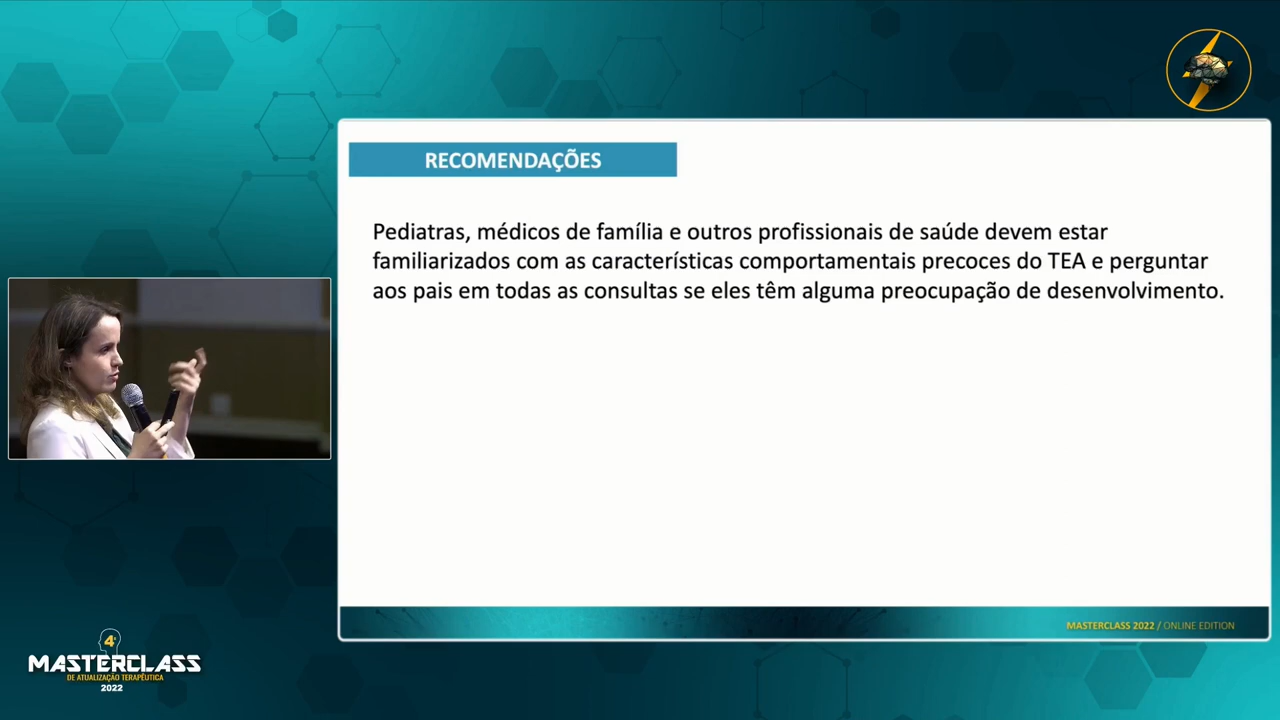 RECOMENDAÇÕES
Pediatras, médicos de família e outros profissionais de saúde devem estar
familiarizados com as características comportamentais precoces do TEA e perguntar
aos pais em todas as consultas se eles têm alguma preocupação de desenvolvimento.
MASTERCLASS 2022 / ONLINE EDITION
4ª
MASTERCLASS
DE ATUALIZAÇÃO TERAPÊUTICA
2022